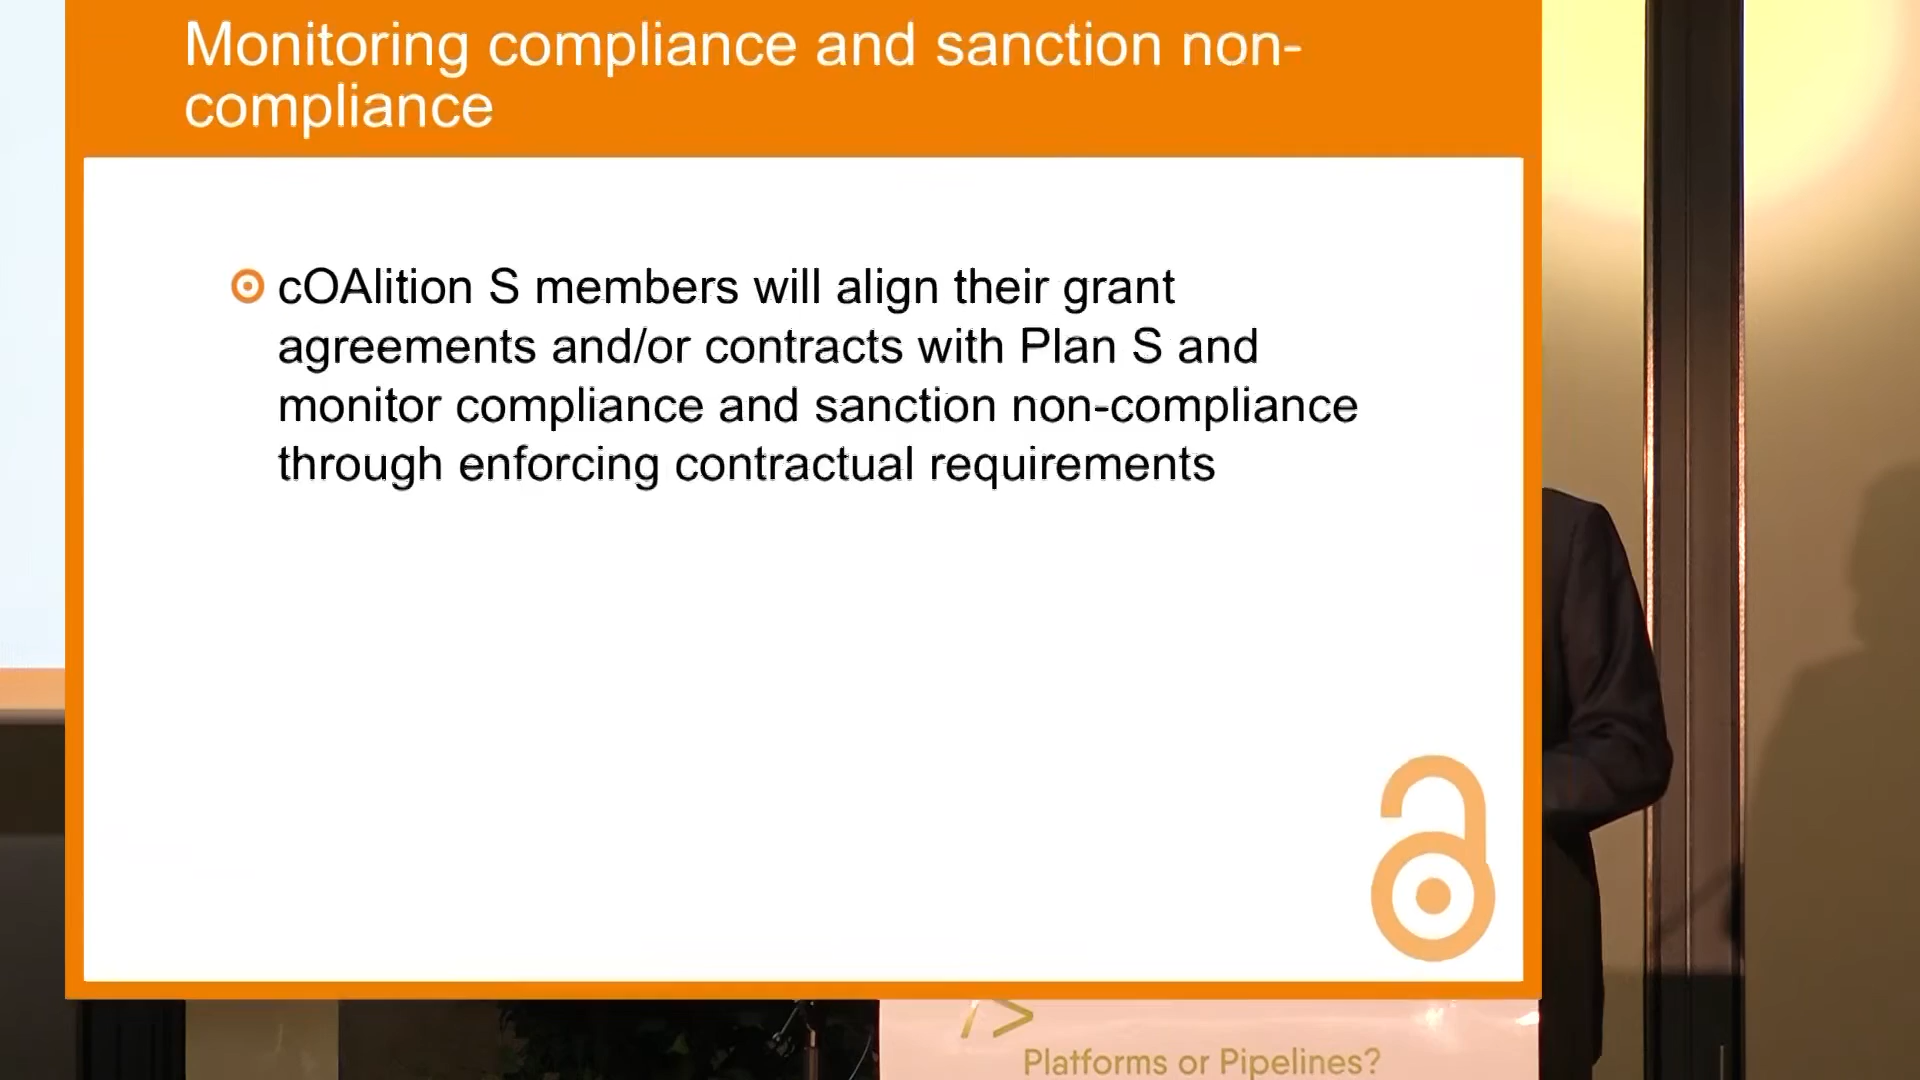 Monitoring compliance and sanction non-
compliance
cOAlition S members will align their grant
agreements and/or contracts with Plan S and
monitor compliance and sanction non-compliance
through enforcing contractual requirements
/>
Platforms or Pipelines?